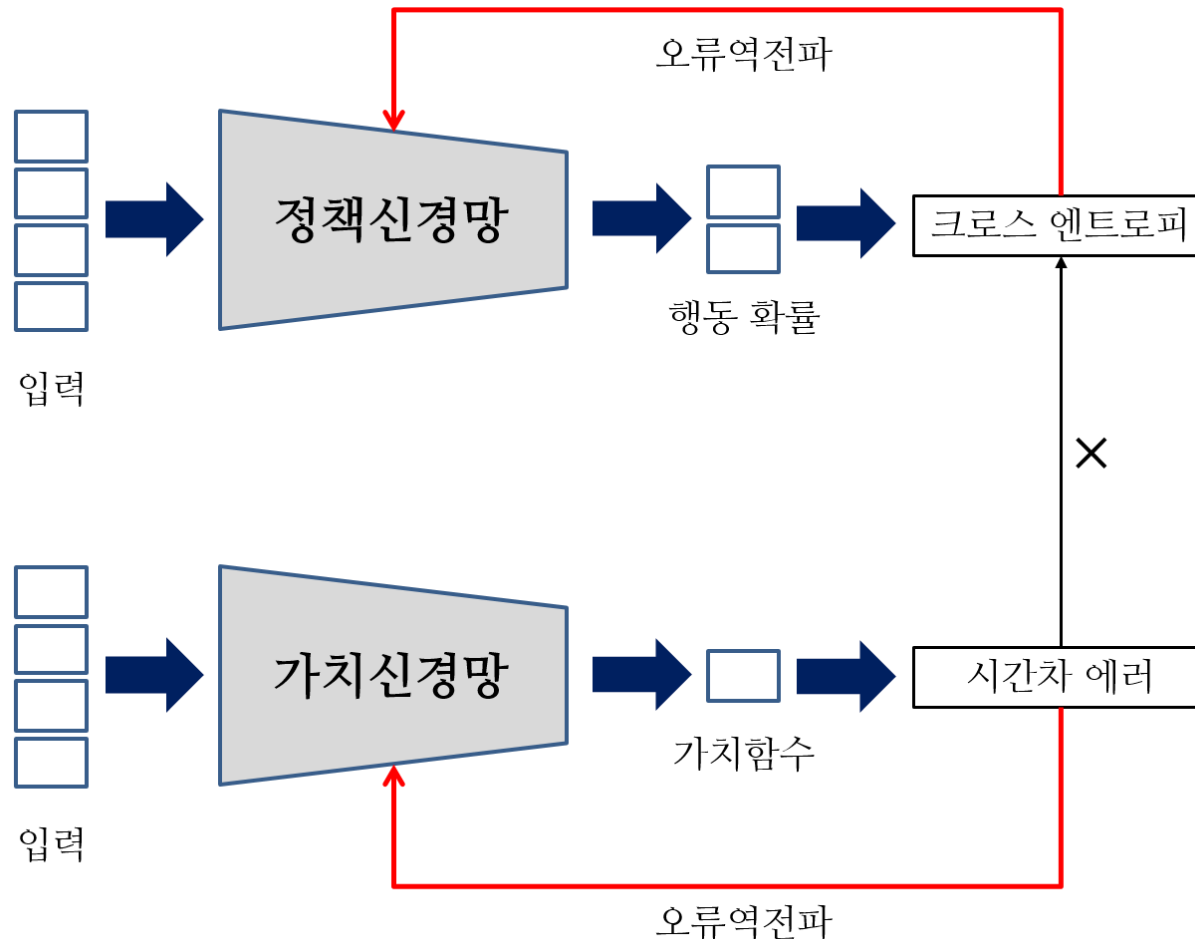 오류역전파
정책신경망
크로스 엔트로피
행동 확률
입력
×
가치신경망
시간차 에러
가치함수
입력
오류역전파